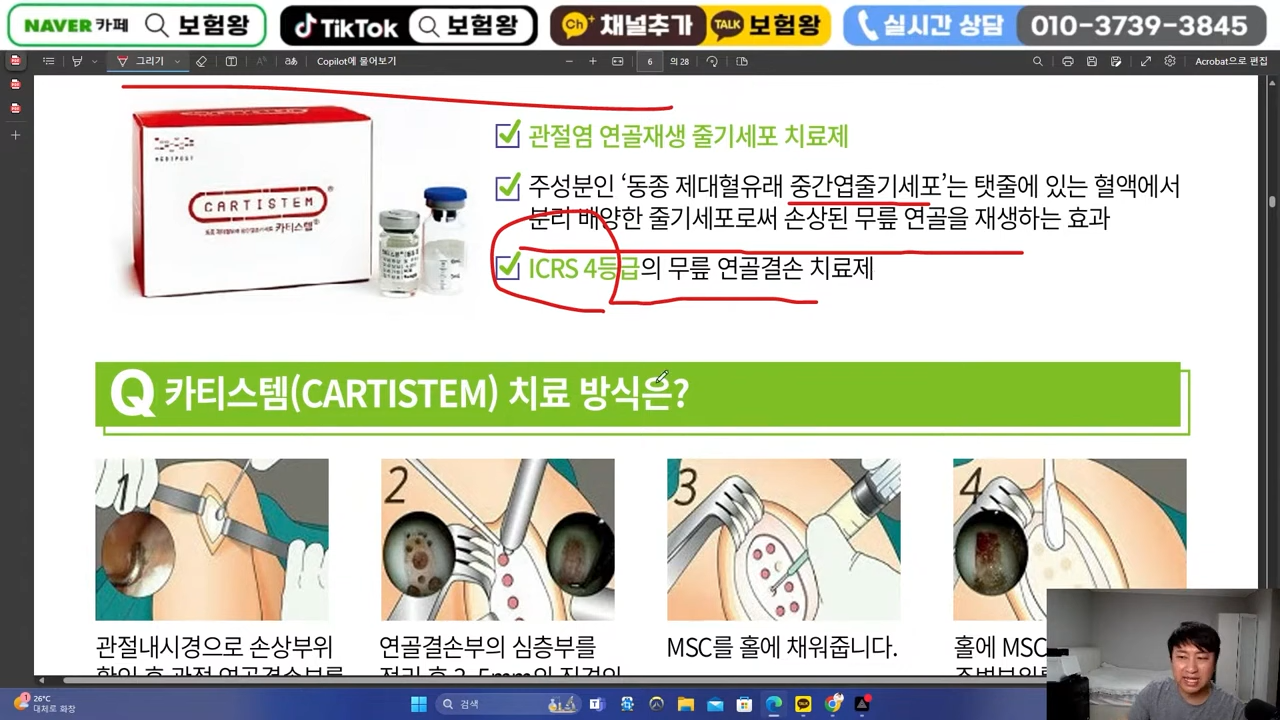 NAVER 카페 보험왕
TikTok 보험왕
Ch+ 채널추가 TALK 보험왕
실시간 상담 010-3739-3845
그리기
Copilot에 물어보기
6 의 28
Acrobat으로 편집
MEDIPOST
CARTISTEM®
카티스템®
관절염 연골재생 줄기세포 치료제
주성분인 ‘동종 제대혈유래 중간엽줄기세포’는 탯줄에 있는 혈액에서
분리 배양한 줄기세포로써 손상된 무릎 연골을 재생하는 효과
ICRS 4등급의 무릎 연골결손 치료제
Q 카티스템(CARTISTEM) 치료 방식은?
1
2
3
4
관절내시경으로 손상부위
연골결손부의 심층부를
MSC를 홀에 채워줍니다.
홀에 MSC
26°C
대체로 화창
검색